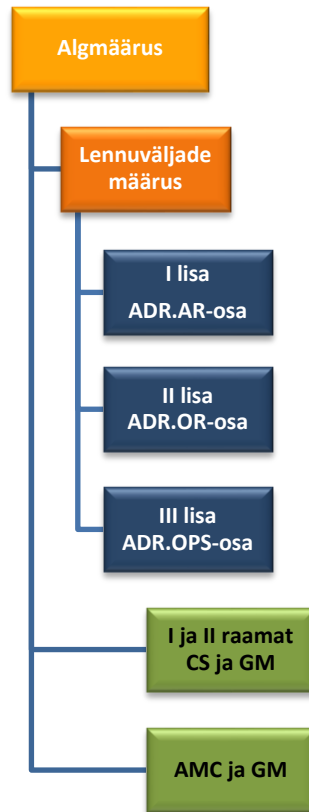 Algmäärus
Lennuväljade
määrus
I lisa
ADR.AR-osa
II lisa
ADR.OR-osa
III lisa
ADR.OPS-osa
I ja II raamat
CS ja GM
AMC ja GM